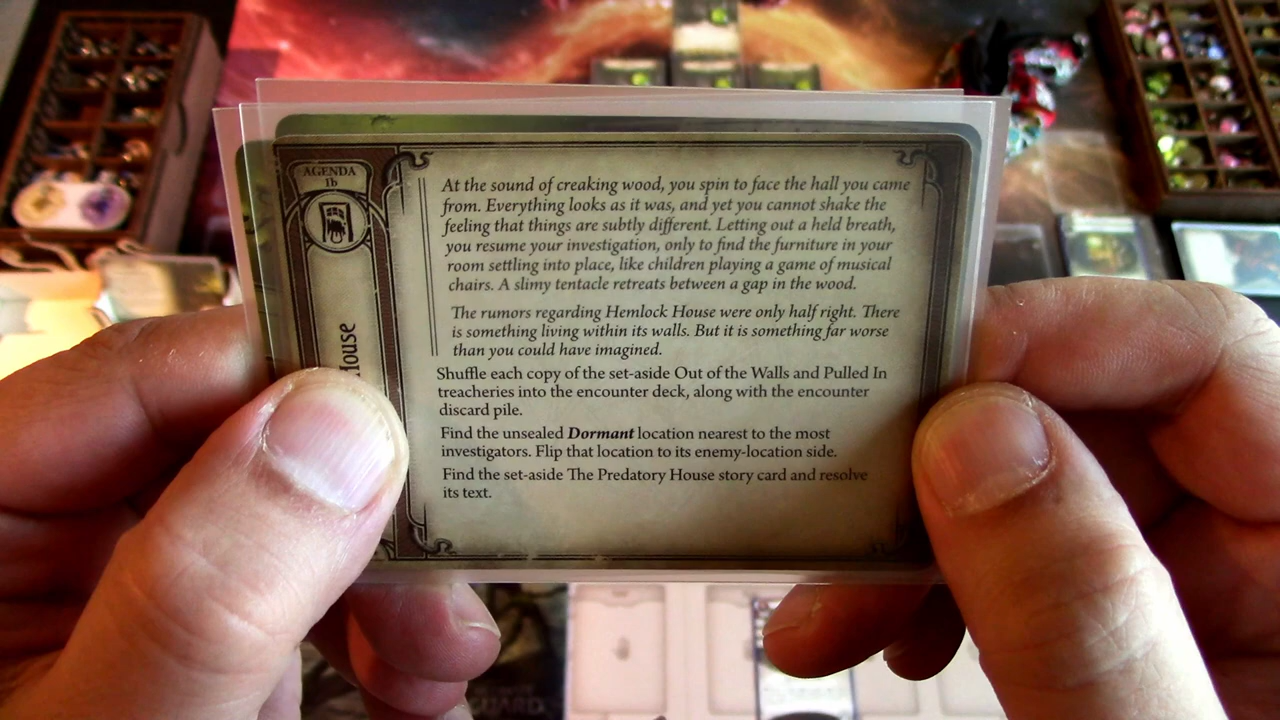 AGENDA
1b
House
At the sound of creaking wood, you spin to face the hall you came
from. Everything looks as it was, and yet you cannot shake the
feeling that things are subtly different. Letting out a held breath,
you resume your investigation, only to find the furniture in your
room settling into place, like children playing a game of musical
chairs. A slimy tentacle retreats between a gap in the wood.
The rumors regarding Hemlock House were only half right. There
is something living within its walls. But it is something far worse
than you could have imagined.
Shuffle each copy of the set-aside Out of the Walls and Pulled In
treacheries into the encounter deck, along with the encounter
discard pile.
Find the unsealed Dormant location nearest to the most
investigators. Flip that location to its enemy-location side.
Find the set-aside The Predatory House story card and resolve
its text.